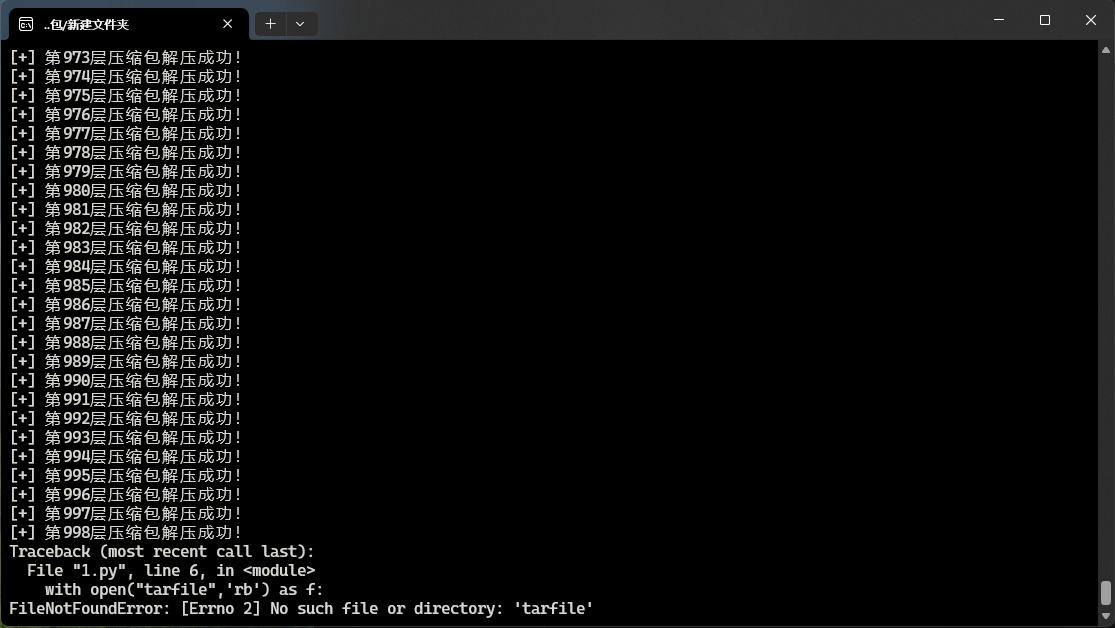 ..包/新建文件夹
[+] 第973层压缩包解压成功!
[+] 第974层压缩包解压成功!
[+] 第975层压缩包解压成功!
[+] 第976层压缩包解压成功!
[+] 第977层压缩包解压成功!
[+] 第978层压缩包解压成功!
[+] 第979层压缩包解压成功!
[+] 第980层压缩包解压成功!
[+] 第981层压缩包解压成功!
[+] 第982层压缩包解压成功!
[+] 第983层压缩包解压成功!
[+] 第984层压缩包解压成功!
[+] 第985层压缩包解压成功!
[+] 第986层压缩包解压成功!
[+] 第987层压缩包解压成功!
[+] 第988层压缩包解压成功!
[+] 第989层压缩包解压成功!
[+] 第990层压缩包解压成功!
[+] 第991层压缩包解压成功!
[+] 第992层压缩包解压成功!
[+] 第993层压缩包解压成功!
[+] 第994层压缩包解压成功!
[+] 第995层压缩包解压成功!
[+] 第996层压缩包解压成功!
[+] 第997层压缩包解压成功!
[+] 第998层压缩包解压成功!
Traceback (most recent call last):
  File "1.py", line 6, in <module>
    with open("tarfile",'rb') as f:
FileNotFoundError: [Errno 2] No such file or directory: 'tarfile'